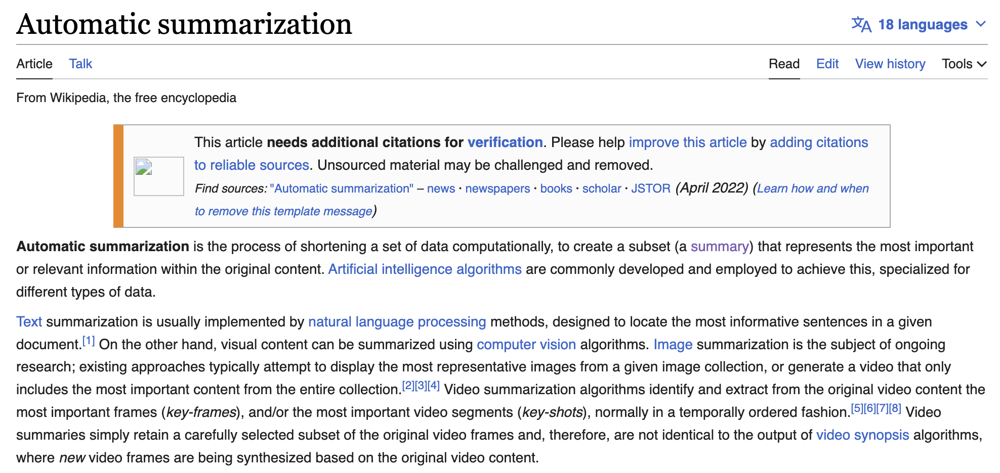 Automatic summarization
文A 18 languages
Article Talk Read Edit View history Tools
From Wikipedia, the free encyclopedia
This article needs additional citations for verification. Please help improve this article by adding citations
to reliable sources. Unsourced material may be challenged and removed.
Find sources: "Automatic summarization" – news · newspapers · books · scholar · JSTOR (April 2022) (Learn how and when
to remove this template message)
Automatic summarization is the process of shortening a set of data computationally, to create a subset (a summary) that represents the most important
or relevant information within the original content. Artificial intelligence algorithms are commonly developed and employed to achieve this, specialized for
different types of data.
Text summarization is usually implemented by natural language processing methods, designed to locate the most informative sentences in a given
document.[1] On the other hand, visual content can be summarized using computer vision algorithms. Image summarization is the subject of ongoing
research; existing approaches typically attempt to display the most representative images from a given image collection, or generate a video that only
includes the most important content from the entire collection.[2][3][4] Video summarization algorithms identify and extract from the original video content the
most important frames (key-frames), and/or the most important video segments (key-shots), normally in a temporally ordered fashion.[5][6][7][8] Video
summaries simply retain a carefully selected subset of the original video frames and, therefore, are not identical to the output of video synopsis algorithms,
where new video frames are being synthesized based on the original video content.